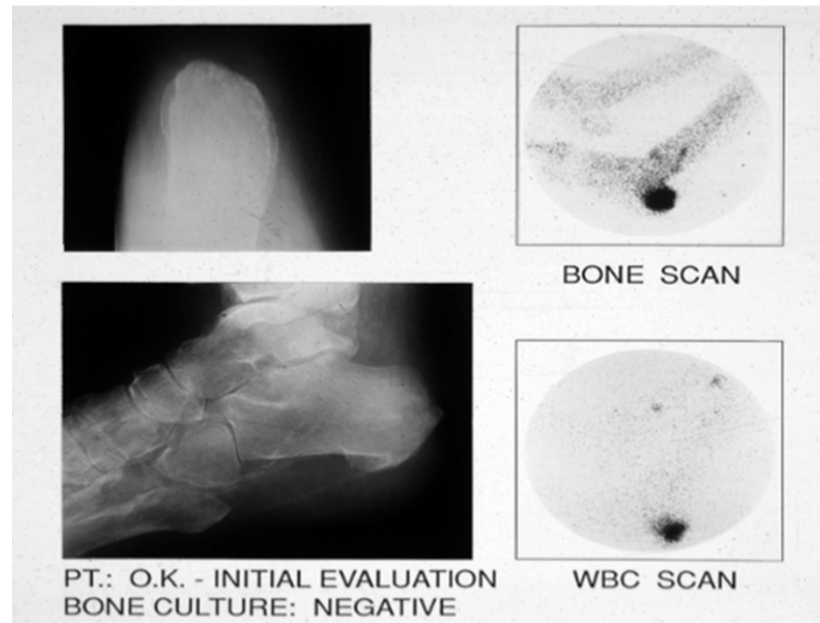 BONE SCAN
PT.: O.K. - INITIAL EVALUATION
BONE CULTURE: NEGATIVE
WBC SCAN